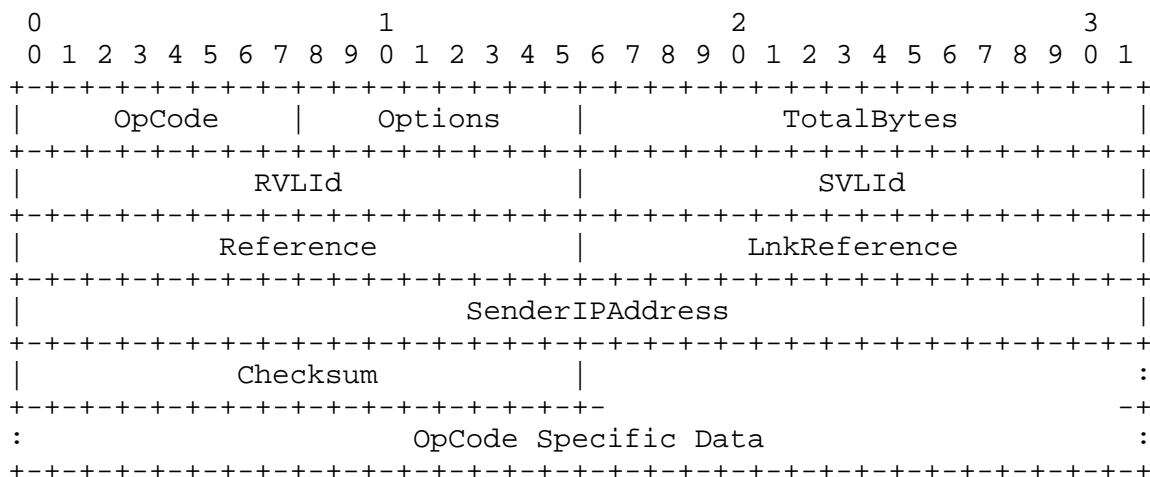 0                   1                   2                   3
 0 1 2 3 4 5 6 7 8 9 0 1 2 3 4 5 6 7 8 9 0 1 2 3 4 5 6 7 8 9 0 1
+-+-+-+-+-+-+-+-+-+-+-+-+-+-+-+-+-+-+-+-+-+-+-+-+-+-+-+-+-+-+-+-+
|     OpCode    |    Options    |           TotalBytes          |
+-+-+-+-+-+-+-+-+-+-+-+-+-+-+-+-+-+-+-+-+-+-+-+-+-+-+-+-+-+-+-+-+
|             RVLId             |             SVLId             |
+-+-+-+-+-+-+-+-+-+-+-+-+-+-+-+-+-+-+-+-+-+-+-+-+-+-+-+-+-+-+-+-+
|           Reference           |         LnkReference          |
+-+-+-+-+-+-+-+-+-+-+-+-+-+-+-+-+-+-+-+-+-+-+-+-+-+-+-+-+-+-+-+-+
|                         SenderIPAddress                       |
+-+-+-+-+-+-+-+-+-+-+-+-+-+-+-+-+-+-+-+-+-+-+-+-+-+-+-+-+-+-+-+-+
|            Checksum           |                               :
+-+-+-+-+-+-+-+-+-+-+-+-+-+-+-+-+-                             -+
:                      OpCode Specific Data                     :
+-+-+-+-+-+-+-+-+-+-+-+-+-+-+-+-+-+-+-+-+-+-+-+-+-+-+-+-+-+-+-+-+